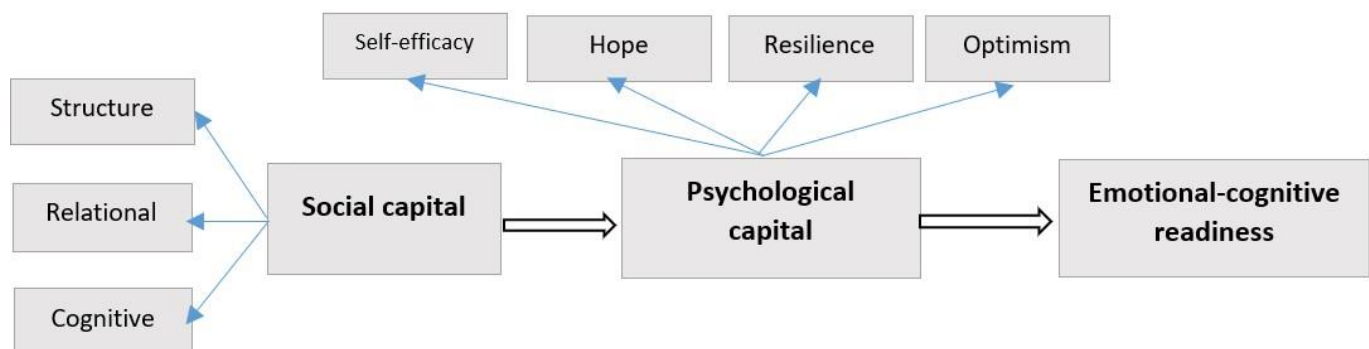 Self-efficacy
Hope
Resilience
Optimism
Structure
Relational
Cognitive
Social capital
Psychological
capital
Emotional-cognitive
readiness